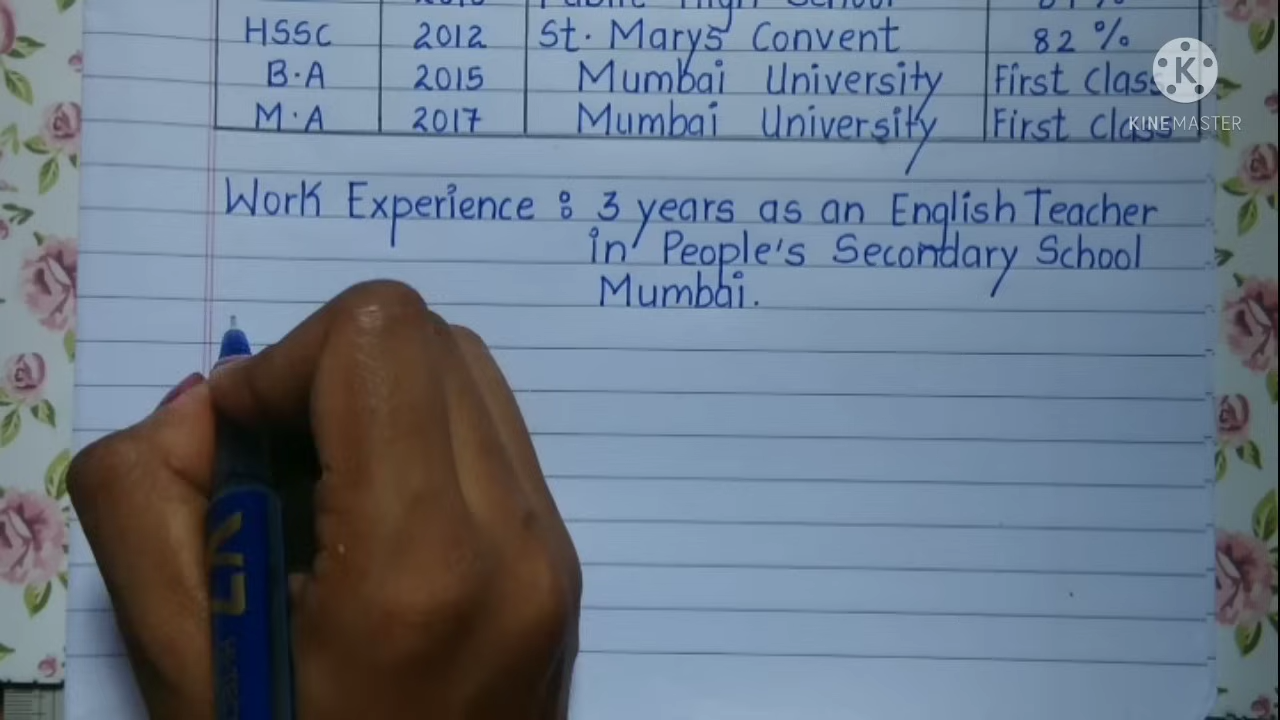 HSSC 2012 St. Marys Convent 82 %
B.A 2015 Mumbai University First Class
M.A 2017 Mumbai University First Class
K
KINEMASTER
Work Experience : 3 years as an English Teacher
in People's Secondary School
Mumbai.